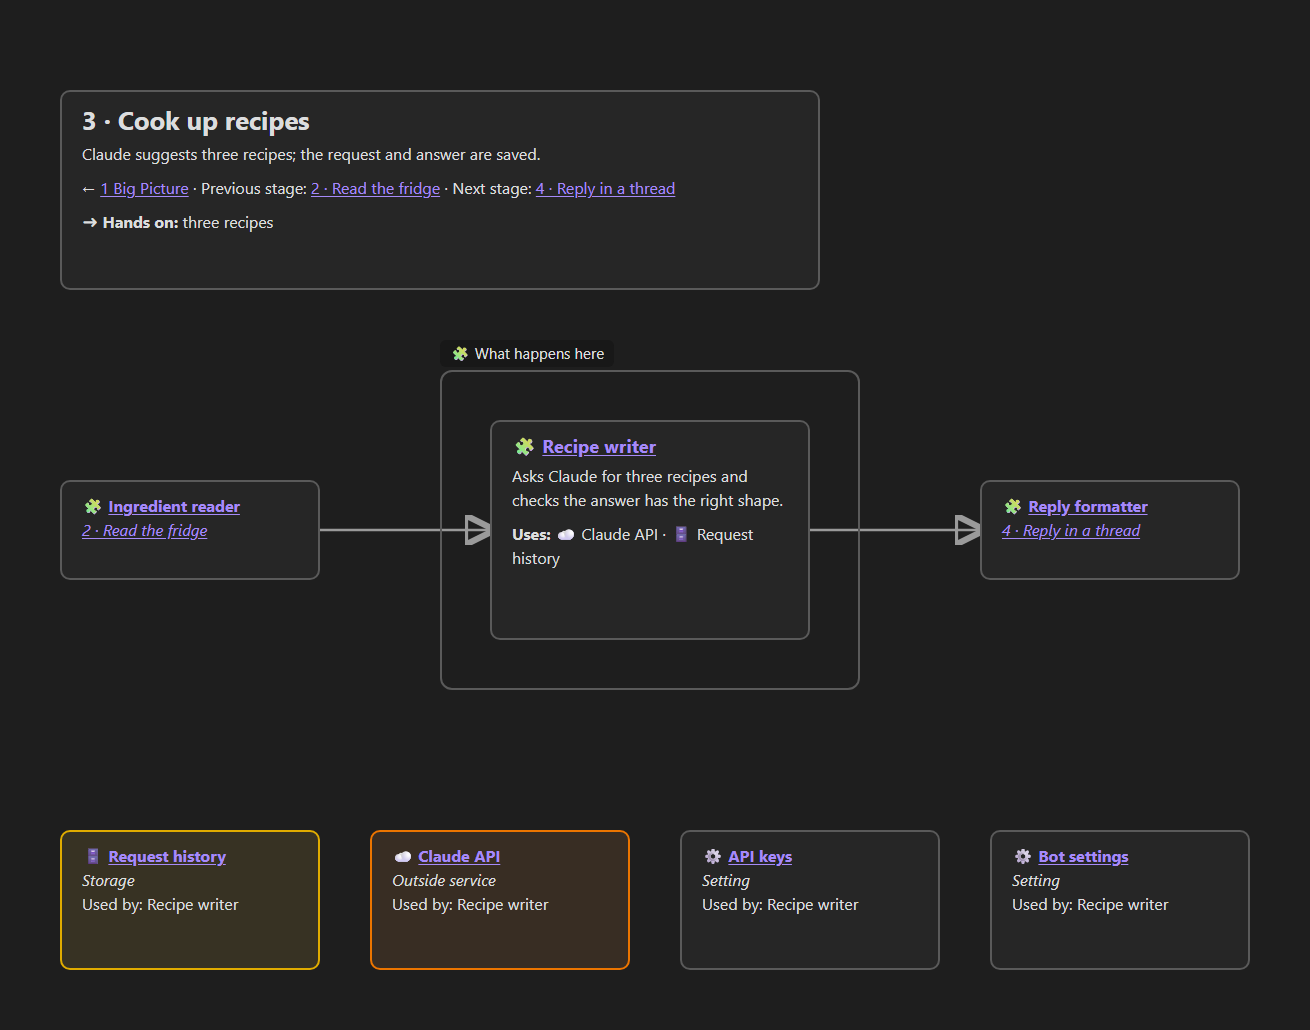 3 · Cook up recipes
Claude suggests three recipes; the request and answer are saved.
← 1 Big Picture · Previous stage: 2 · Read the fridge · Next stage: 4 · Reply in a thread
➜ Hands on: three recipes
What happens here
Recipe writer
Asks Claude for three recipes and
checks the answer has the right shape.
Uses: ☁️ Claude API · 🗄️ Request
history
Ingredient reader
2 · Read the fridge
Reply formatter
4 · Reply in a thread
Request history
Storage
Used by: Recipe writer
Claude API
Outside service
Used by: Recipe writer
API keys
Setting
Used by: Recipe writer
Bot settings
Setting
Used by: Recipe writer